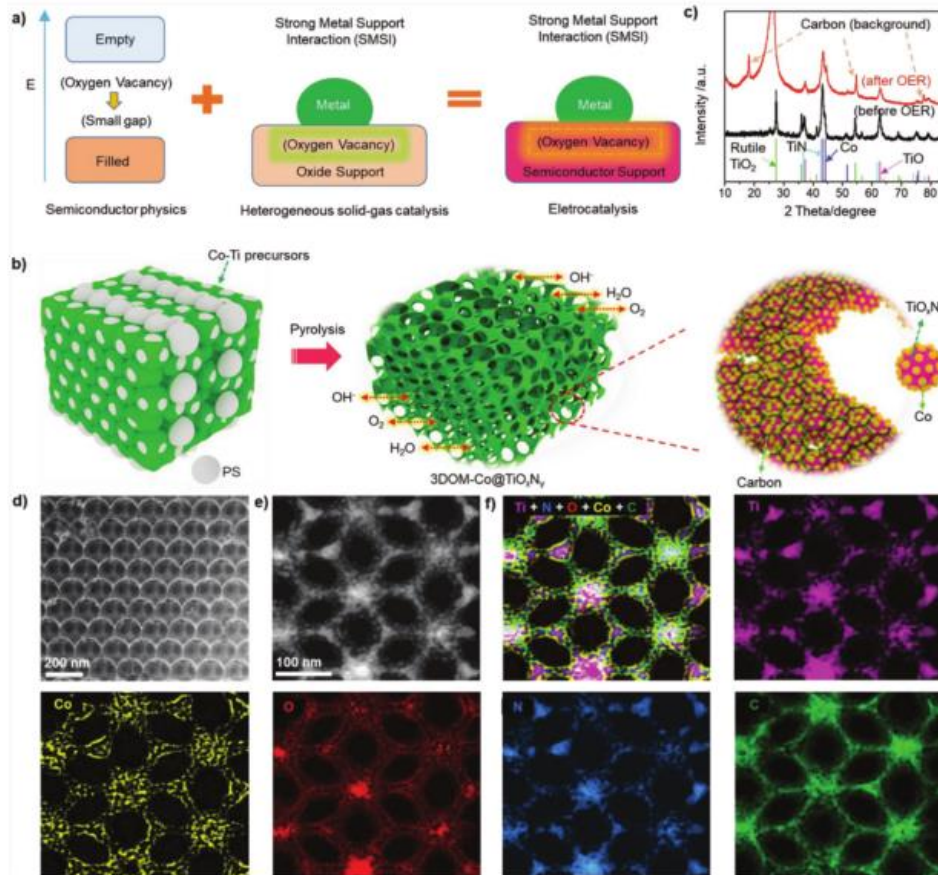 a)
E
Empty
(Oxygen Vacancy)
(Small gap)
Filled
Semiconductor physics
Strong Metal Support
Interaction (SMSI)
Metal
(Oxygen Vacancy)
Oxide Support
Heterogeneous solid-gas catalysis
Strong Metal Support
Interaction (SMSI)
Metal
(Oxygen Vacancy)
Semiconductor Support
Eletrocatalysis
c)
Intensity /a.u.
Carbon (background)
(after OER)
(before OER)
TiN
Co
Rutile
TiO₂
TiO
10 20 30 40 50 60 70 80
2 Theta/degree
b)
Co-Ti precursors
PS
Pyrolysis
OH⁻
H₂O
O₂
OH⁻
O₂
H₂O
3DOM-Co@TiOₓNᵧ
TiOₓNᵧ
Co
Carbon
d)
200 nm
e)
100 nm
f)
Ti + N + O + Co + C
Ti
Co
O
N
C